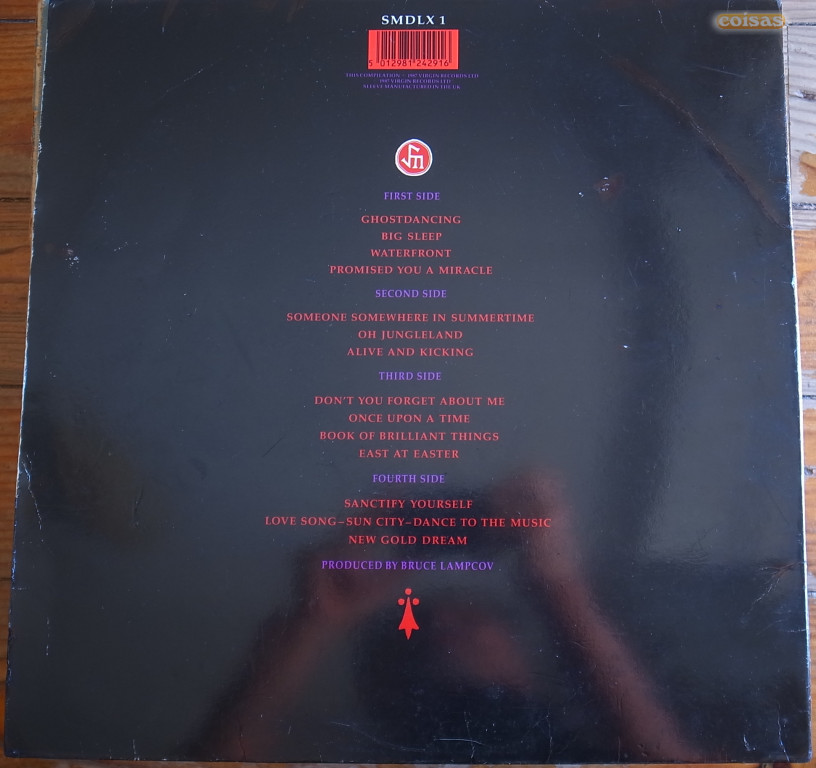 coisas
SMDLX 1
5 012981 242916
THIS COMPILATION ℗ 1987 VIRGIN RECORDS LTD
1987 VIRGIN RECORDS LTD
SLEEVE MANUFACTURED IN THE UK
SM
FIRST SIDE
GHOSTDANCING
BIG SLEEP
WATERFRONT
PROMISED YOU A MIRACLE
SECOND SIDE
SOMEONE SOMEWHERE IN SUMMERTIME
OH JUNGLELAND
ALIVE AND KICKING
THIRD SIDE
DON'T YOU FORGET ABOUT ME
ONCE UPON A TIME
BOOK OF BRILLIANT THINGS
EAST AT EASTER
FOURTH SIDE
SANCTIFY YOURSELF
LOVE SONG–SUN CITY–DANCE TO THE MUSIC
NEW GOLD DREAM
PRODUCED BY BRUCE LAMPCOV